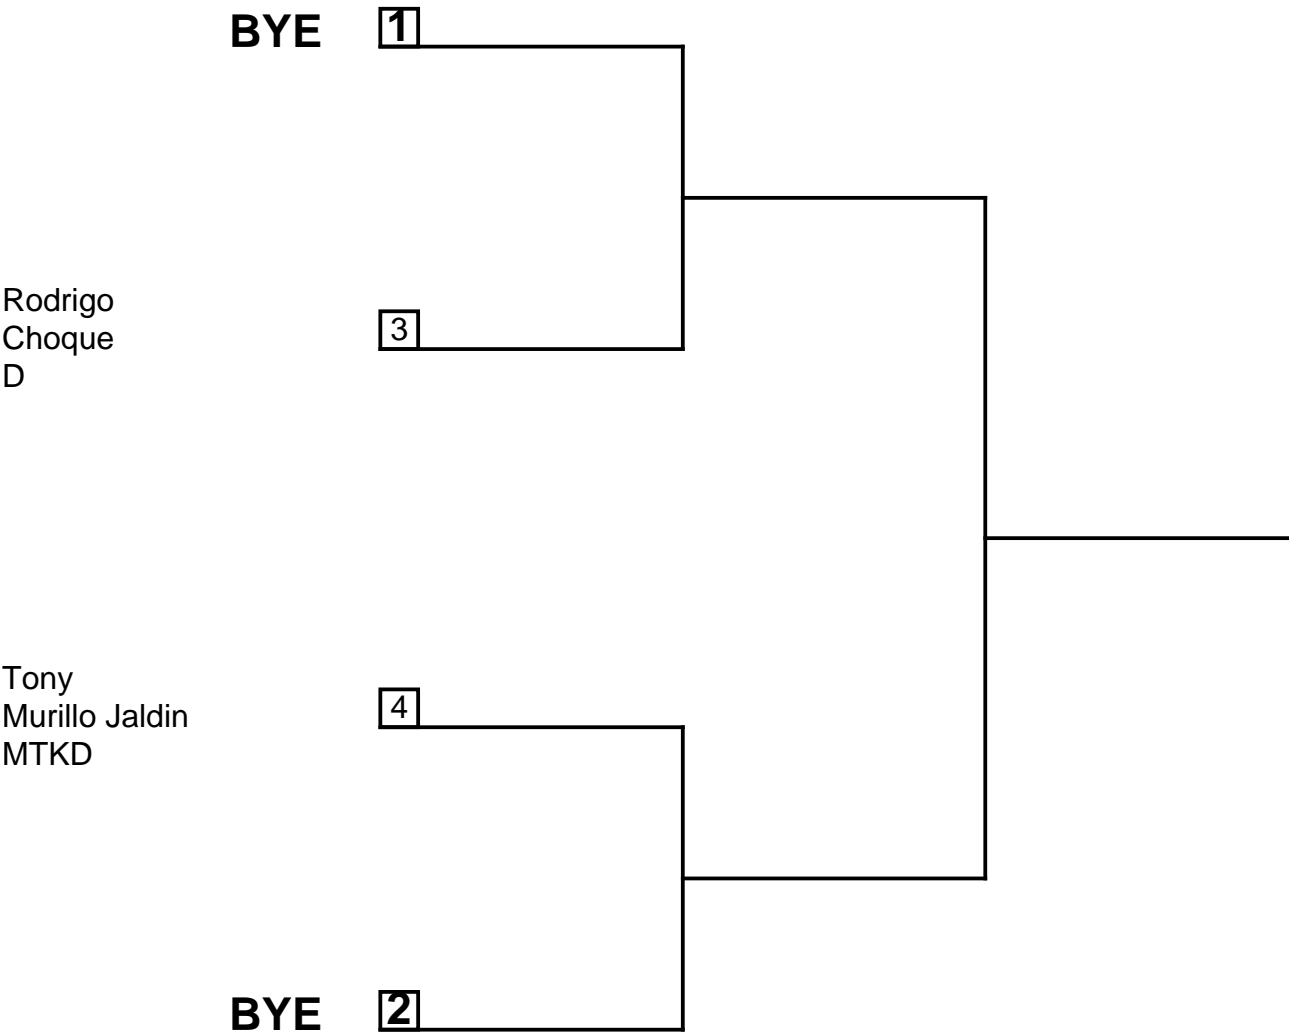 BYE 1
Rodrigo
Choque
D
3
Tony
Murillo Jaldin
MTKD
4
BYE 2